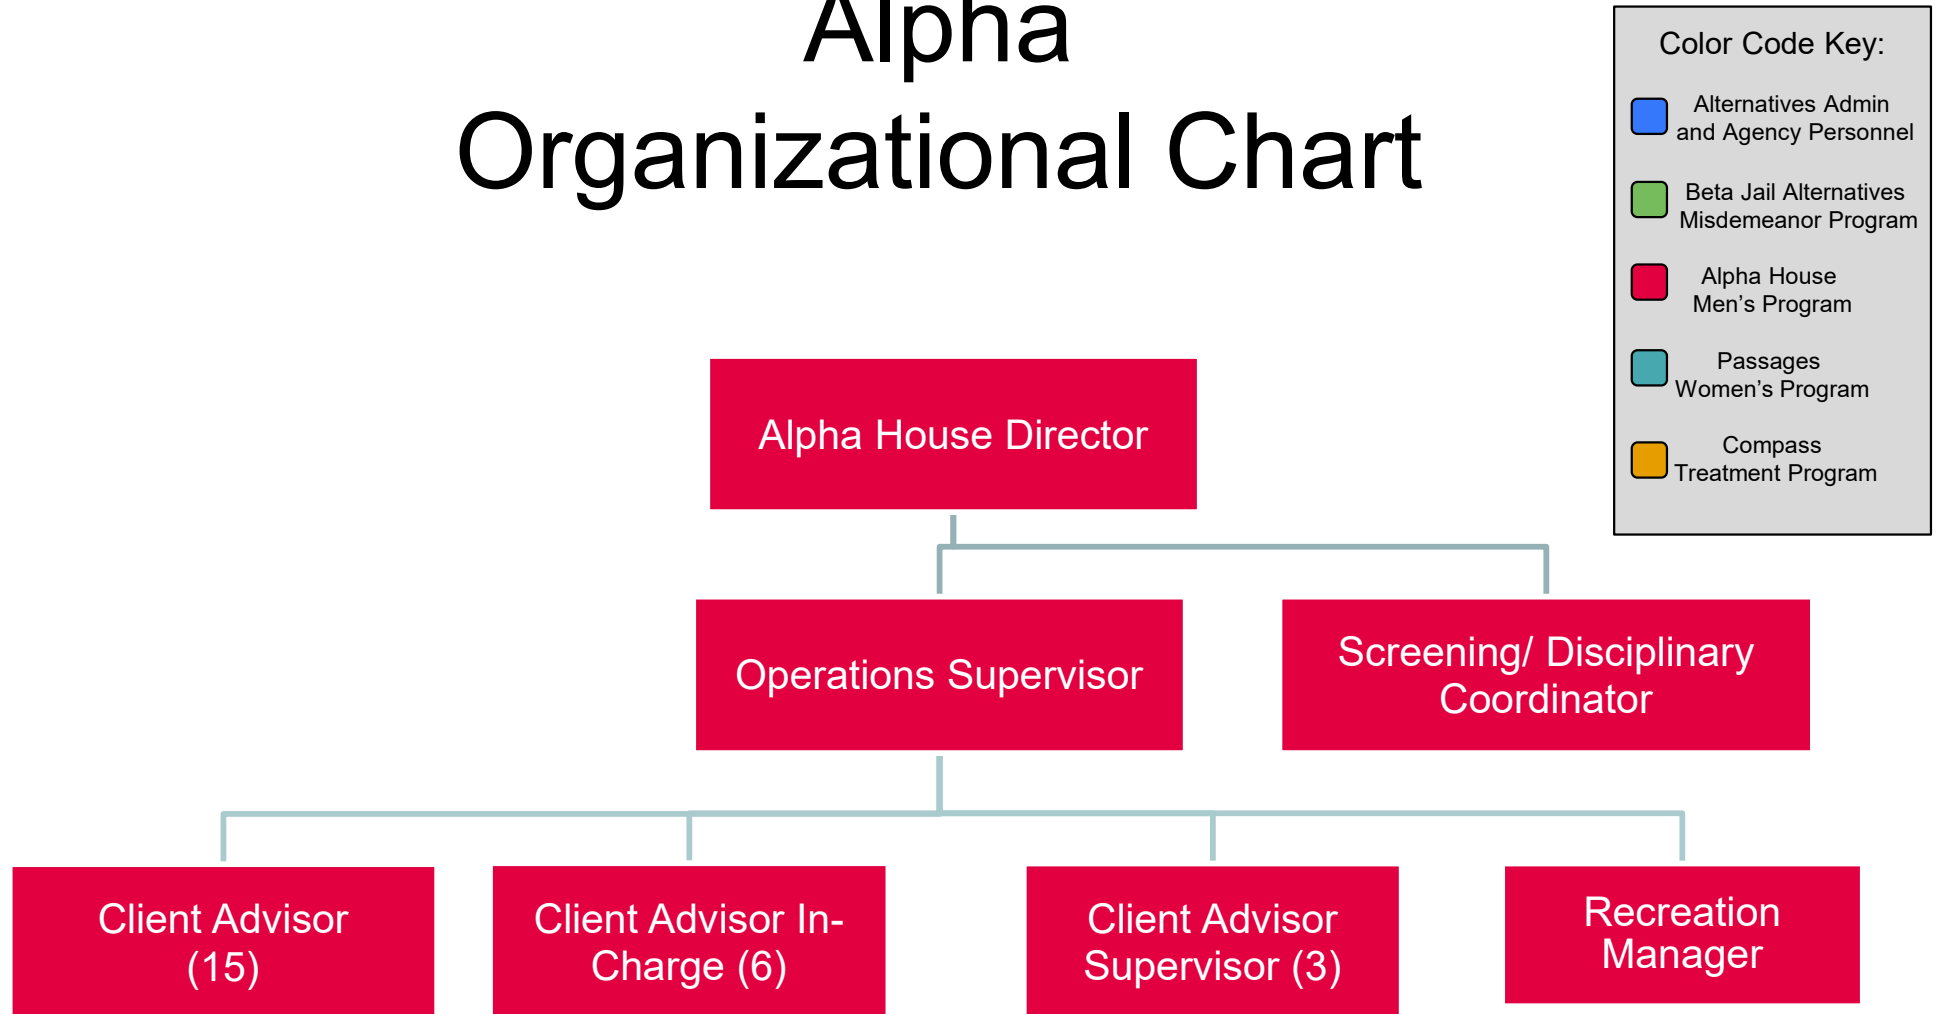 Alpha
Organizational Chart
Color Code Key:
Alternatives Admin
and Agency Personnel
Beta Jail Alternatives
Misdemeanor Program
Alpha House
Men’s Program
Passages
Women’s Program
Compass
Treatment Program
Alpha House Director
Operations Supervisor
Screening/ Disciplinary
Coordinator
Client Advisor
(15)
Client Advisor In-
Charge (6)
Client Advisor
Supervisor (3)
Recreation
Manager